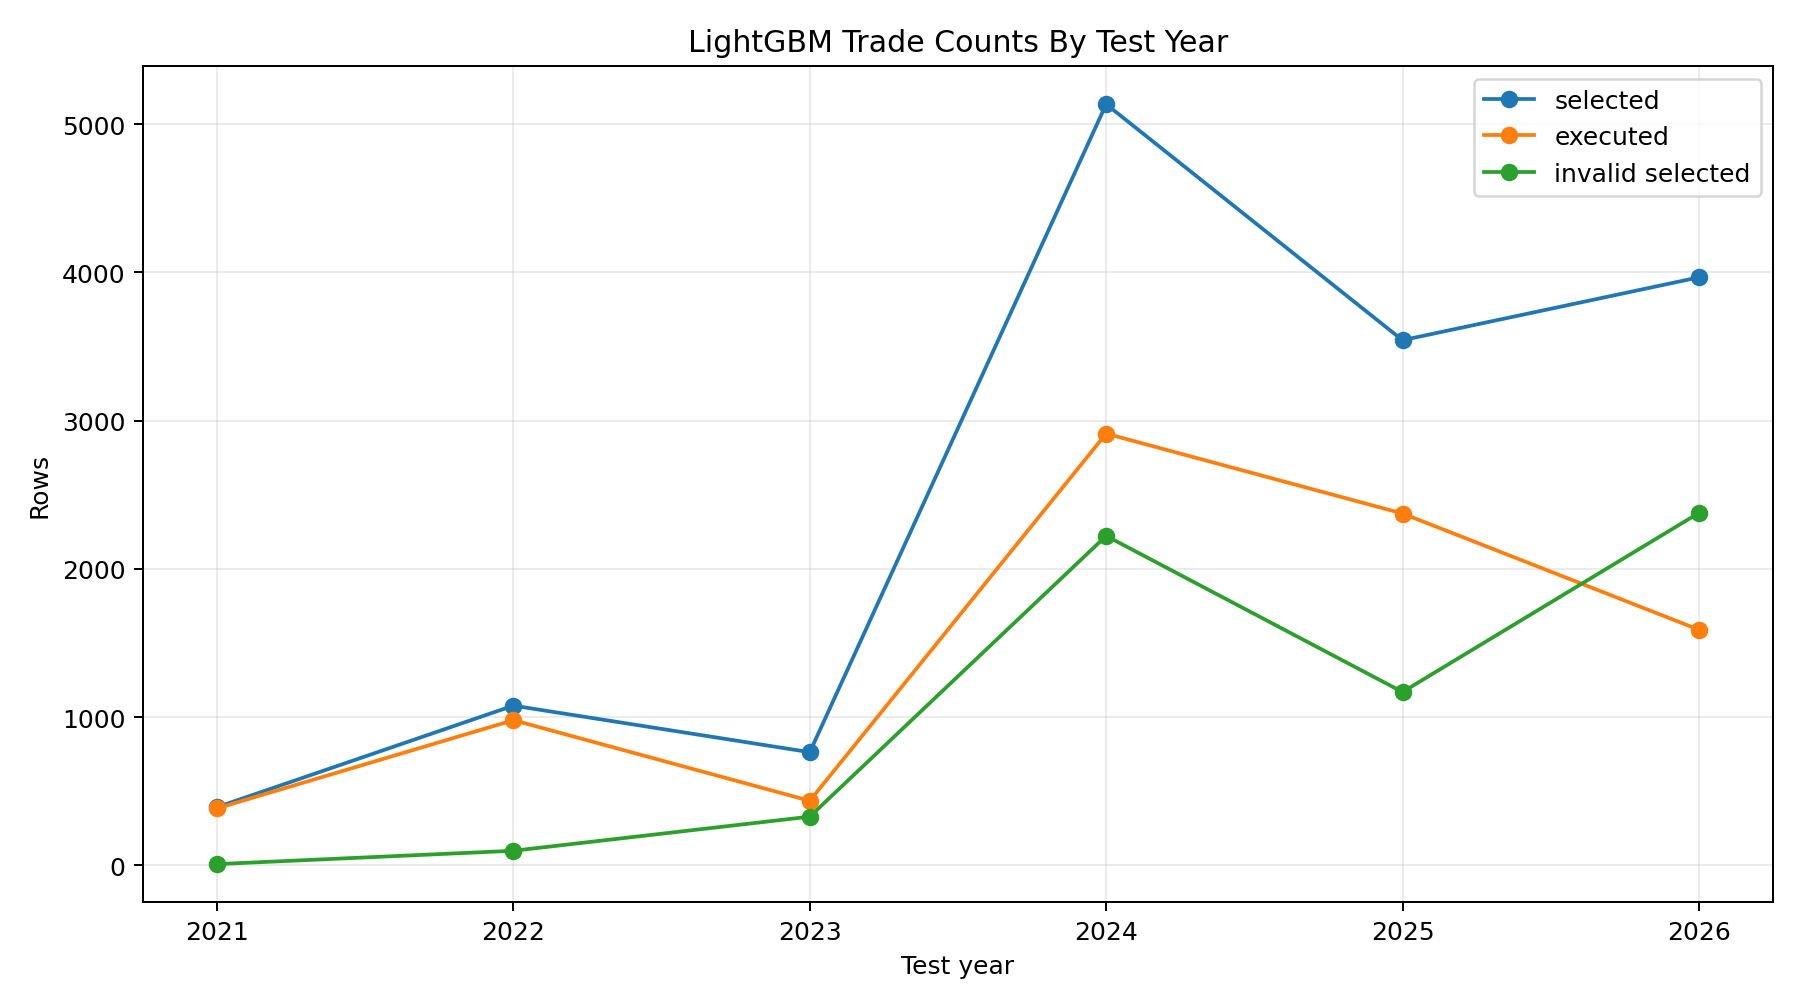 LightGBM Trade Counts By Test Year
selected
executed
invalid selected
5000
4000
3000
2000
1000
0
Rows
2021 2022 2023 2024 2025 2026
Test year